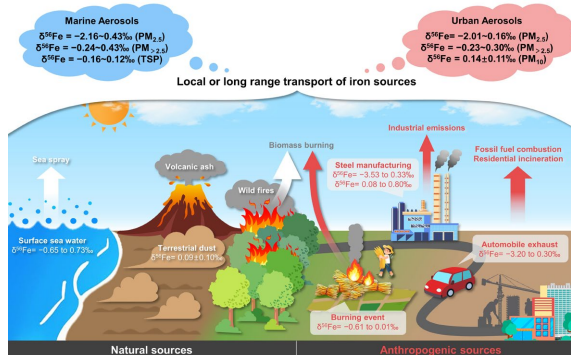 Marine Aerosols
δ⁵⁶Fe = −2.16~0.43‰ (PM₂.₅)
δ⁵⁶Fe = −0.24~0.43‰ (PM﹥₂.₅)
δ⁵⁶Fe = −0.16~0.12‰ (TSP)
Urban Aerosols
δ⁵⁶Fe = −2.01~0.16‰ (PM₂.₅)
δ⁵⁶Fe = −0.23~0.30‰ (PM﹥₂.₅)
δ⁵⁶Fe = 0.14±0.11‰ (PM₁₀)
Local or long range transport of iron sources
Sea spray
Volcanic ash
Biomass burning
Industrial emissions
Fossil fuel combustion
Residential incineration
Wild fires
Steel manufacturing
δ⁵⁶Fe= −3.53 to 0.33‰
δ⁵⁶Fe= 0.08 to 0.80‰
Surface sea water
δ⁵⁶Fe= −0.65 to 0.73‰
Terrestrial dust
δ⁵⁶Fe= 0.09±0.10‰
Automobile exhaust
δ⁵⁶Fe= −3.20 to 0.30‰
Burning event
δ⁵⁶Fe= −0.61 to 0.01‰
Natural sources
Anthropogenic sources